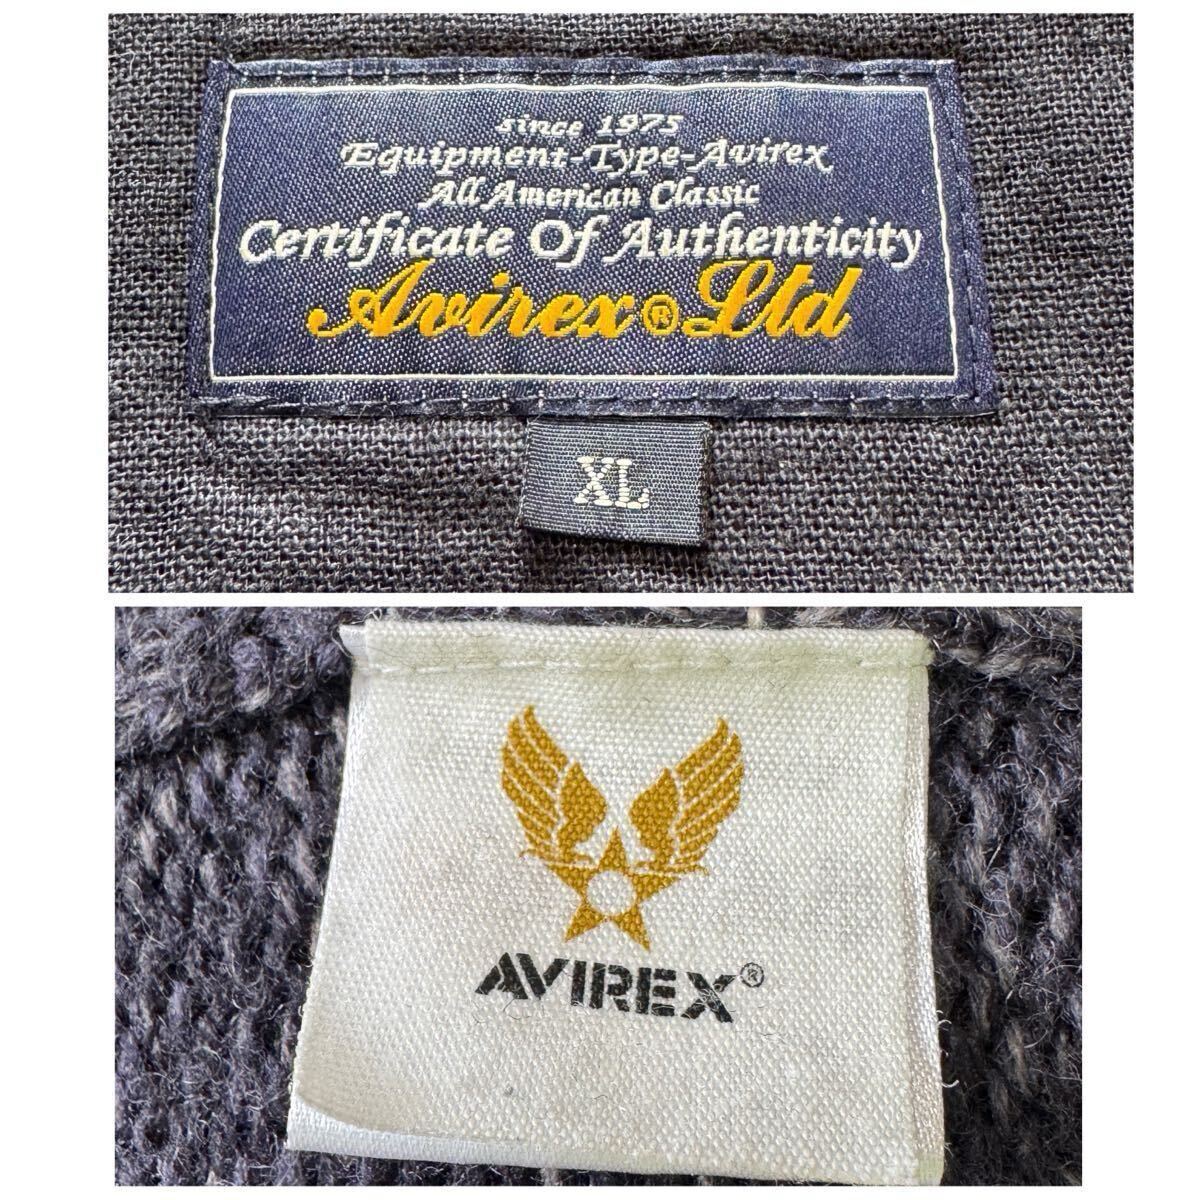 since 1975
Equipment-Type-Avirex
All American Classic
Certificate Of Authenticity
Avirex® Ltd
XL
AVIREX®